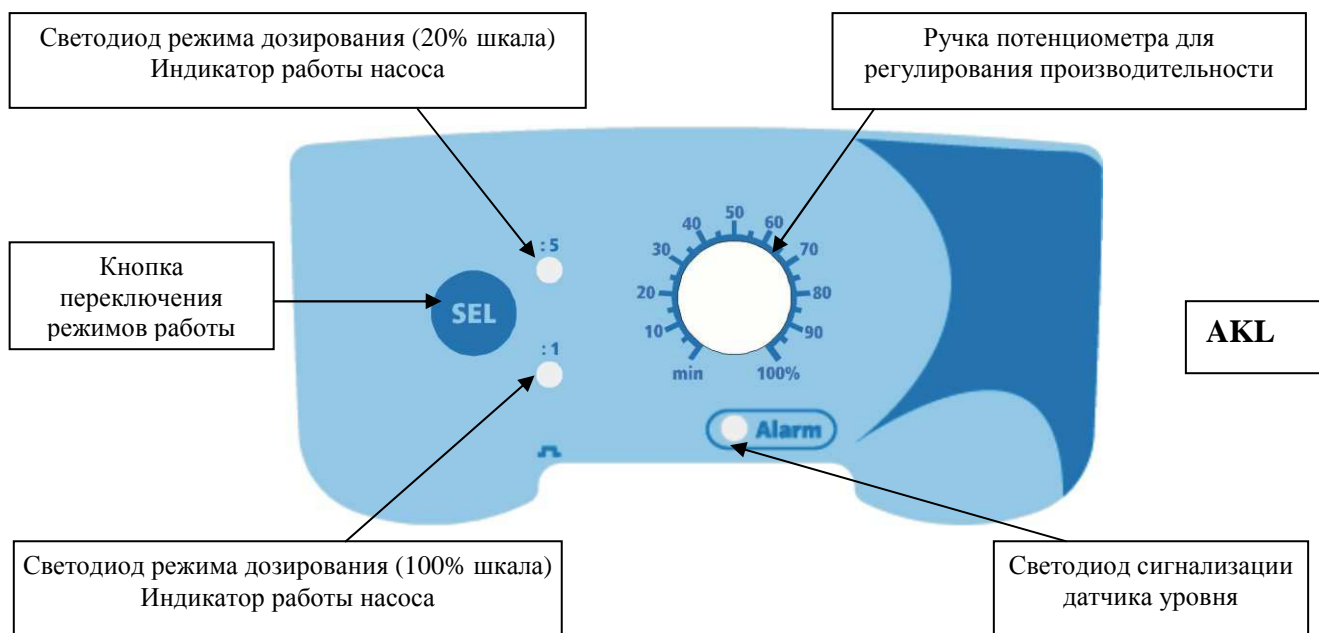 Светодиод режима дозирования (20% шкала)
Индикатор работы насоса
Ручка потенциометра для
регулирования производительности
Кнопка
переключения
режимов работы
SEL
: 5
: 1
min
10
20
30
40
50
60
70
80
90
100%
Alarm
AKL
Светодиод режима дозирования (100% шкала)
Индикатор работы насоса
Светодиод сигнализации
датчика уровня